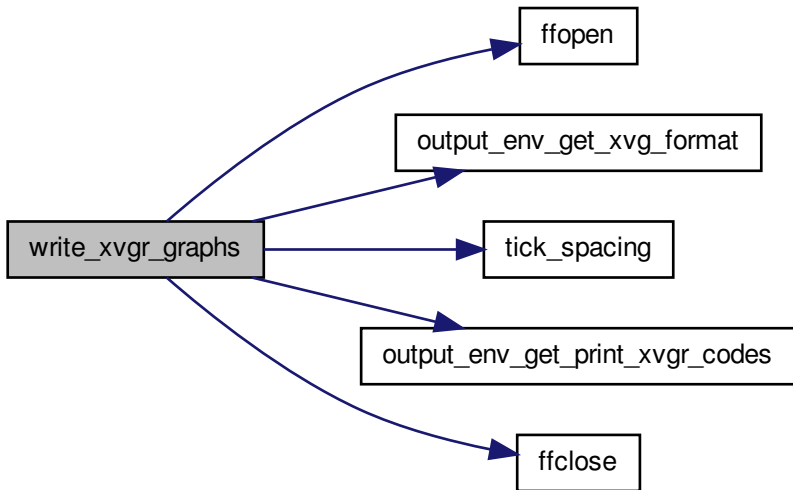 ffopen
output_env_get_xvg_format
write_xvgr_graphs
tick_spacing
output_env_get_print_xvgr_codes
ffclose